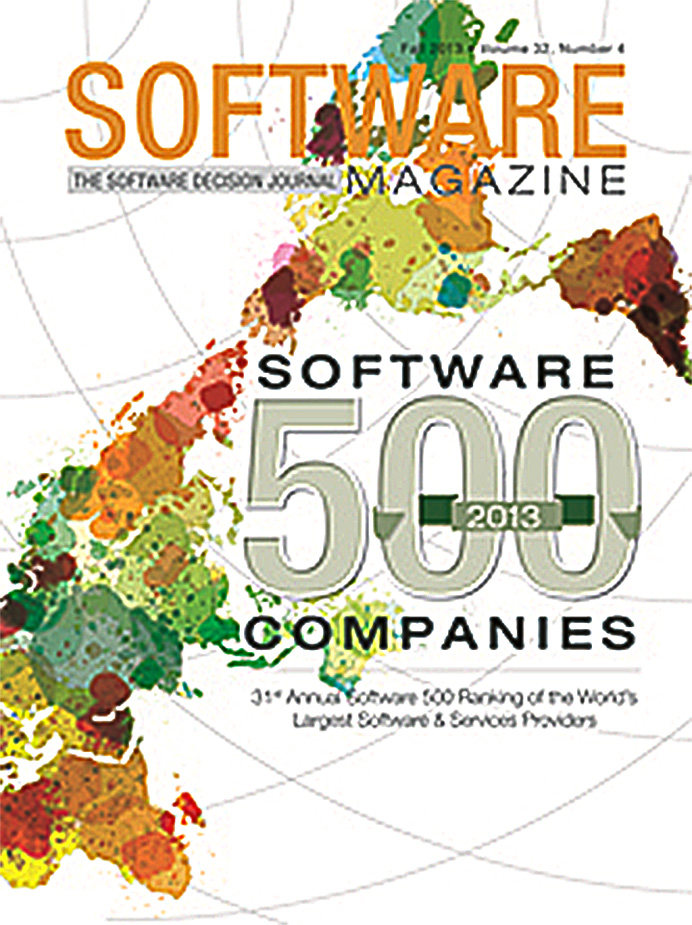 Fall 2013 • Volume 32, Number 4
SOFTWARE
THE SOFTWARE DECISION JOURNAL MAGAZINE
SOFTWARE
500
2013
COMPANIES
31st Annual Software 500 Ranking of the World's
Largest Software & Services Providers